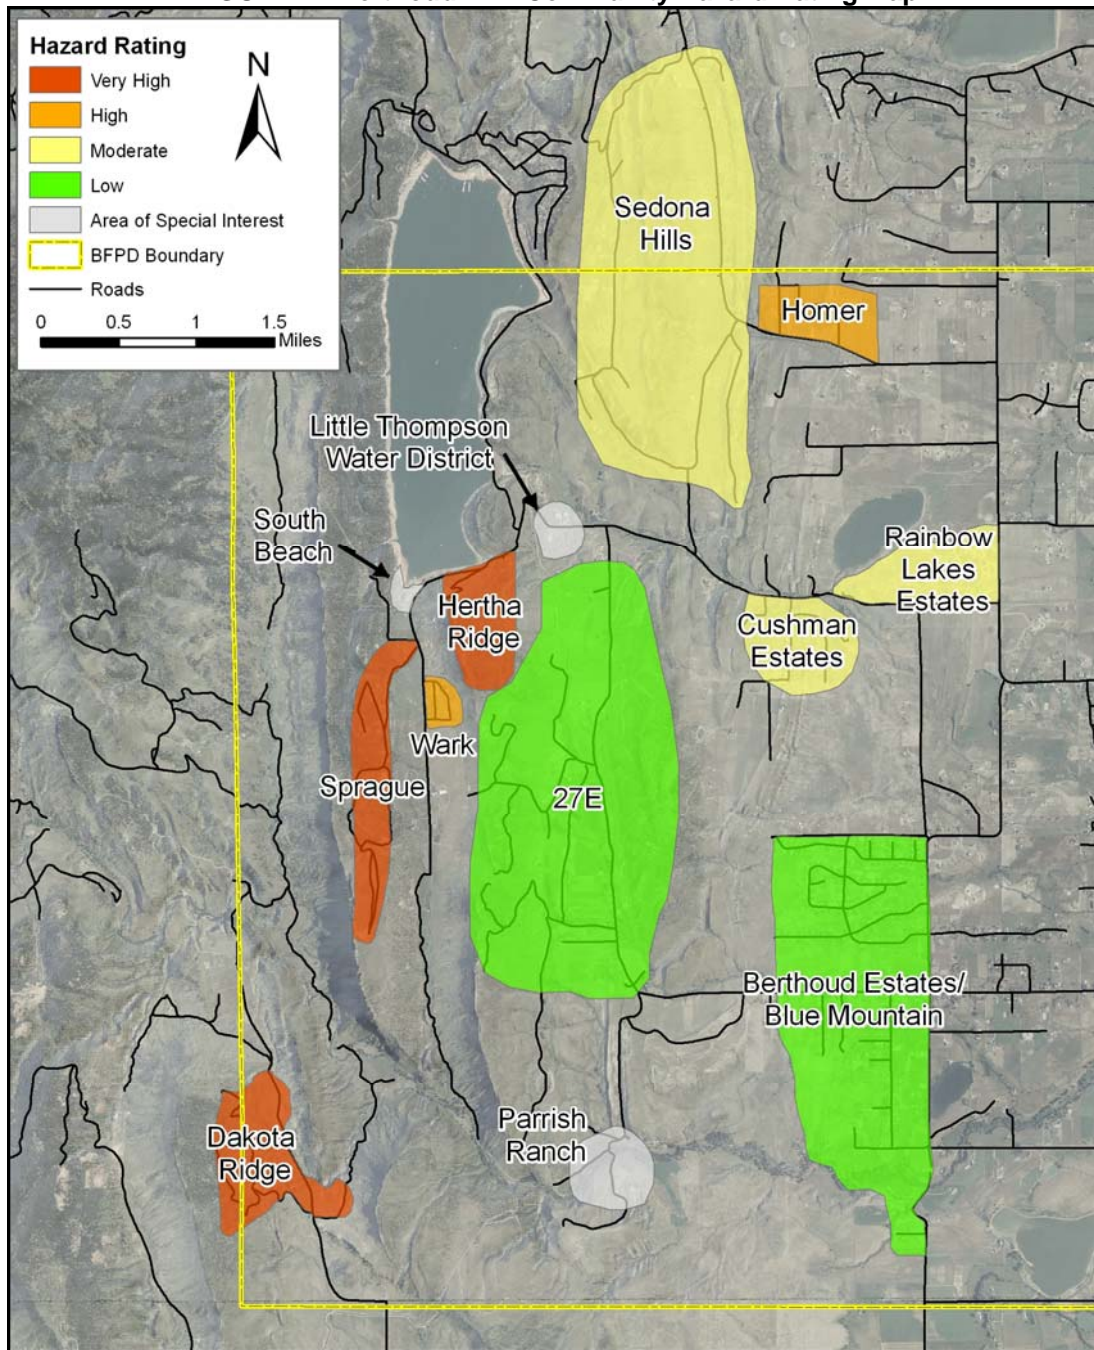 Hazard Rating
Very High
High
Moderate
Low
Area of Special Interest
BFPD Boundary
Roads
0 0.5 1 1.5
Miles
N
Sedona
Hills
Homer
Little Thompson
Water District
South
Beach
Rainbow
Lakes
Estates
Hertha
Ridge
Cushman
Estates
Wark
Sprague
27E
Berthoud Estates/
Blue Mountain
Parrish
Ranch
Dakota
Ridge